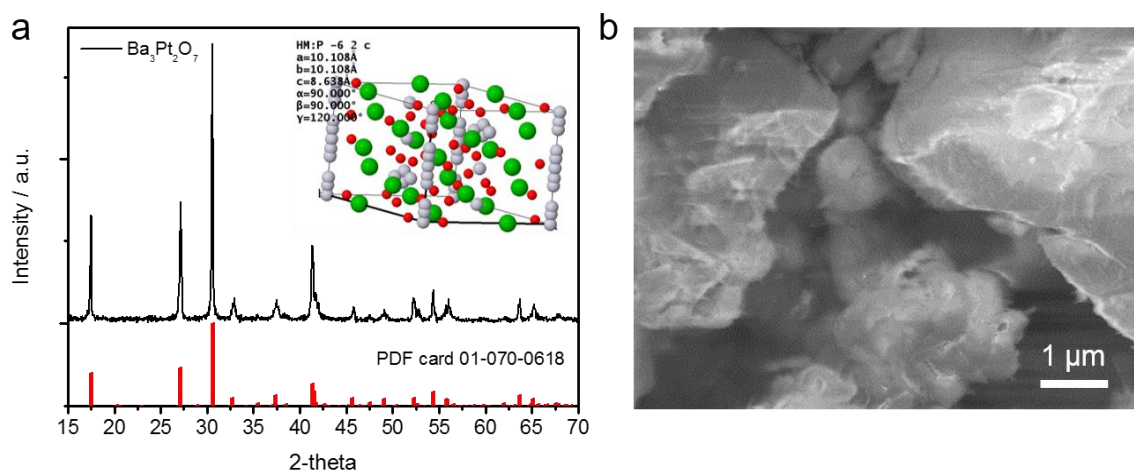 a
b
Ba3Pt2O7
HM:P -6 2 c
a=10.108Å
b=10.108Å
c=8.638Å
α=90.000°
β=90.000°
γ=120.000°
Intensity / a.u.
PDF card 01-070-0618
15 20 25 30 35 40 45 50 55 60 65 70
2-theta
1 µm